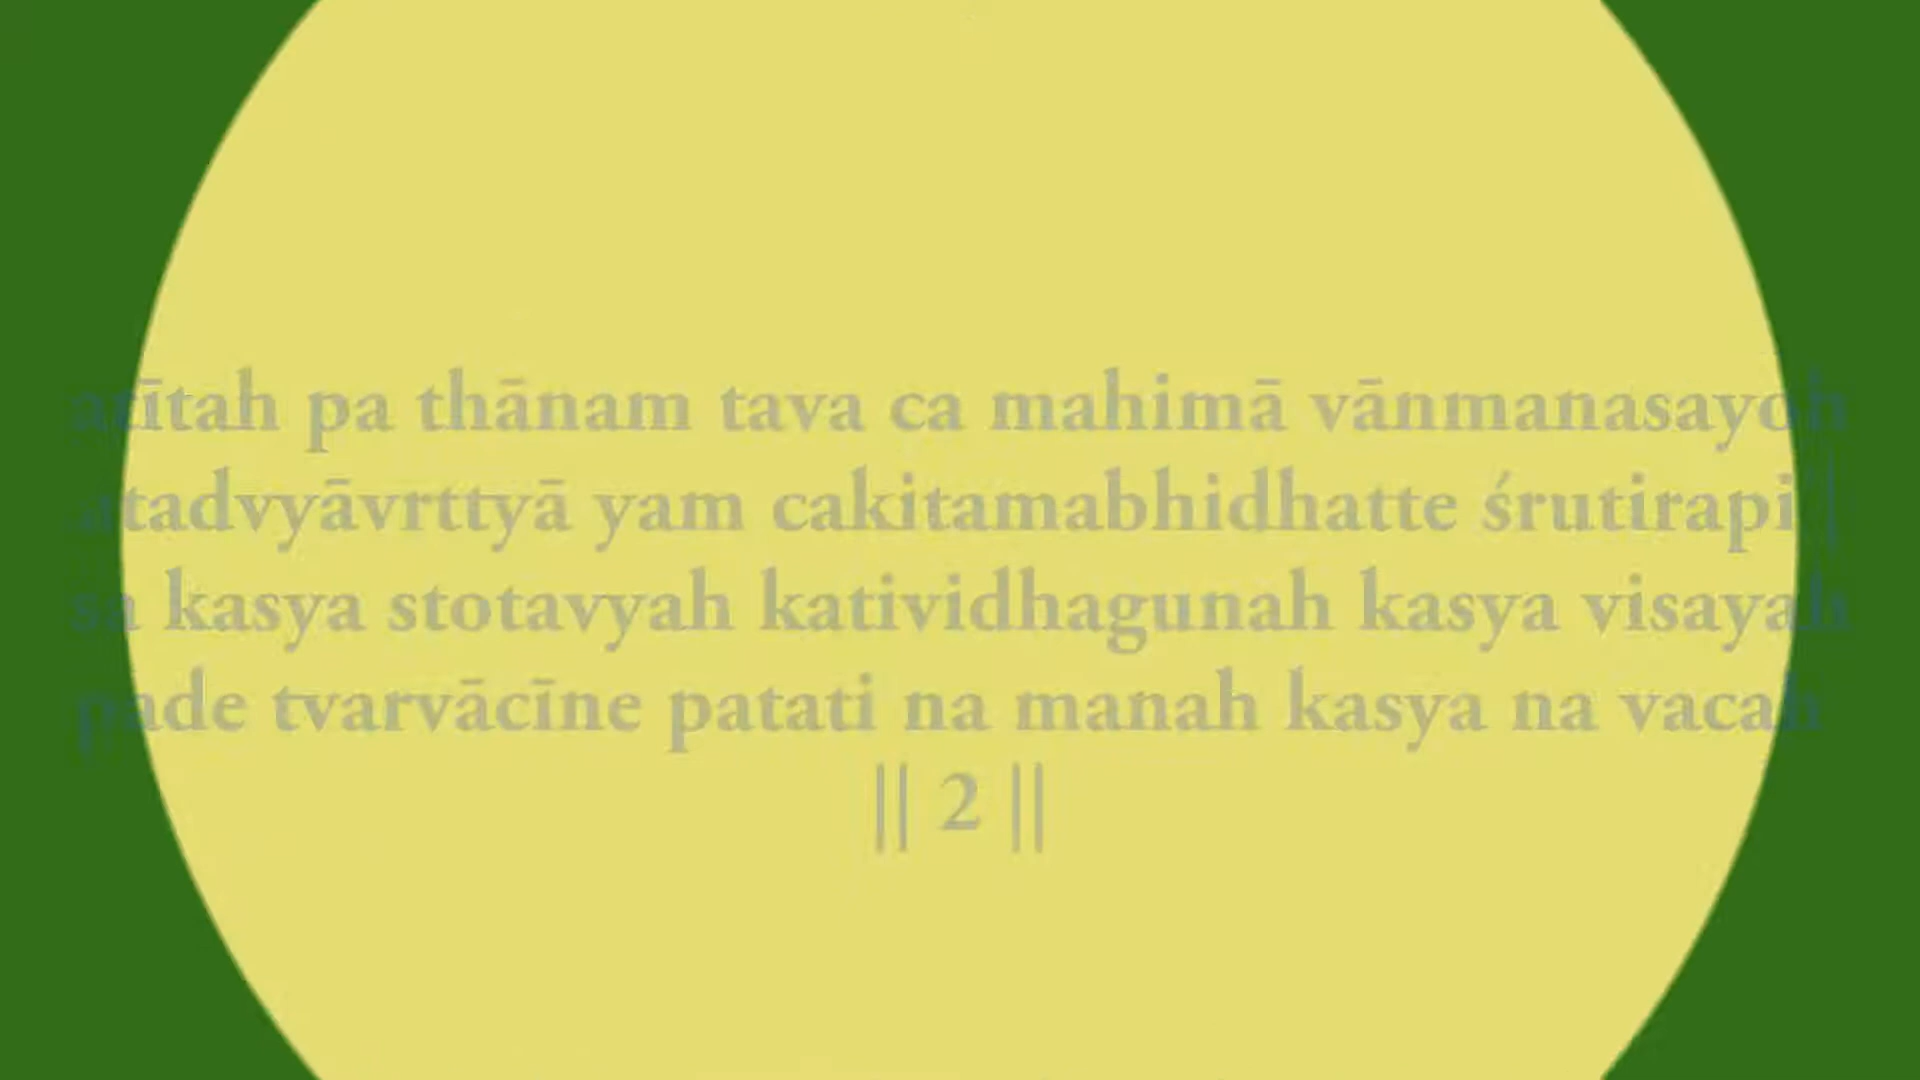 atītah pa thānam tava ca mahimā vānmanasayoh
atadvyāvrttyā yam cakitamabhidhatte śrutirapi |
sa kasya stotavyah katividhagunah kasya visayah
pade tvarvācīne patati na manah kasya na vacah
|| 2 ||